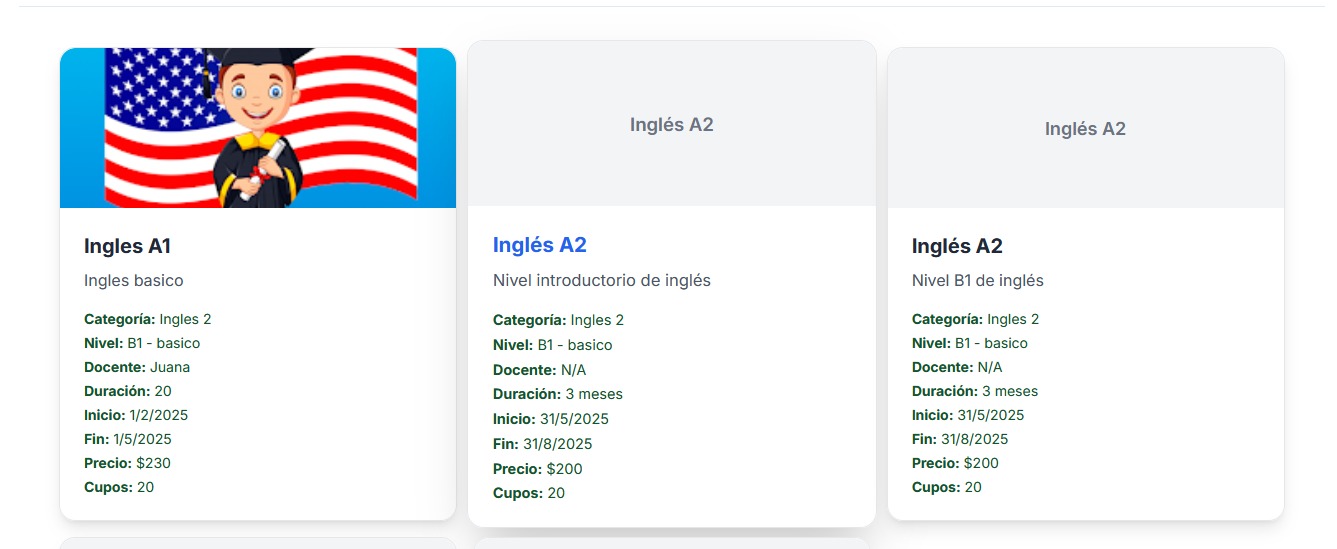 Ingles A1
Ingles basico
Categoría: Ingles 2
Nivel: B1 - basico
Docente: Juana
Duración: 20
Inicio: 1/2/2025
Fin: 1/5/2025
Precio: $230
Cupos: 20
Inglés A2
Inglés A2
Nivel introductorio de inglés
Categoría: Ingles 2
Nivel: B1 - basico
Docente: N/A
Duración: 3 meses
Inicio: 31/5/2025
Fin: 31/8/2025
Precio: $200
Cupos: 20
Inglés A2
Inglés A2
Nivel B1 de inglés
Categoría: Ingles 2
Nivel: B1 - basico
Docente: N/A
Duración: 3 meses
Inicio: 31/5/2025
Fin: 31/8/2025
Precio: $200
Cupos: 20